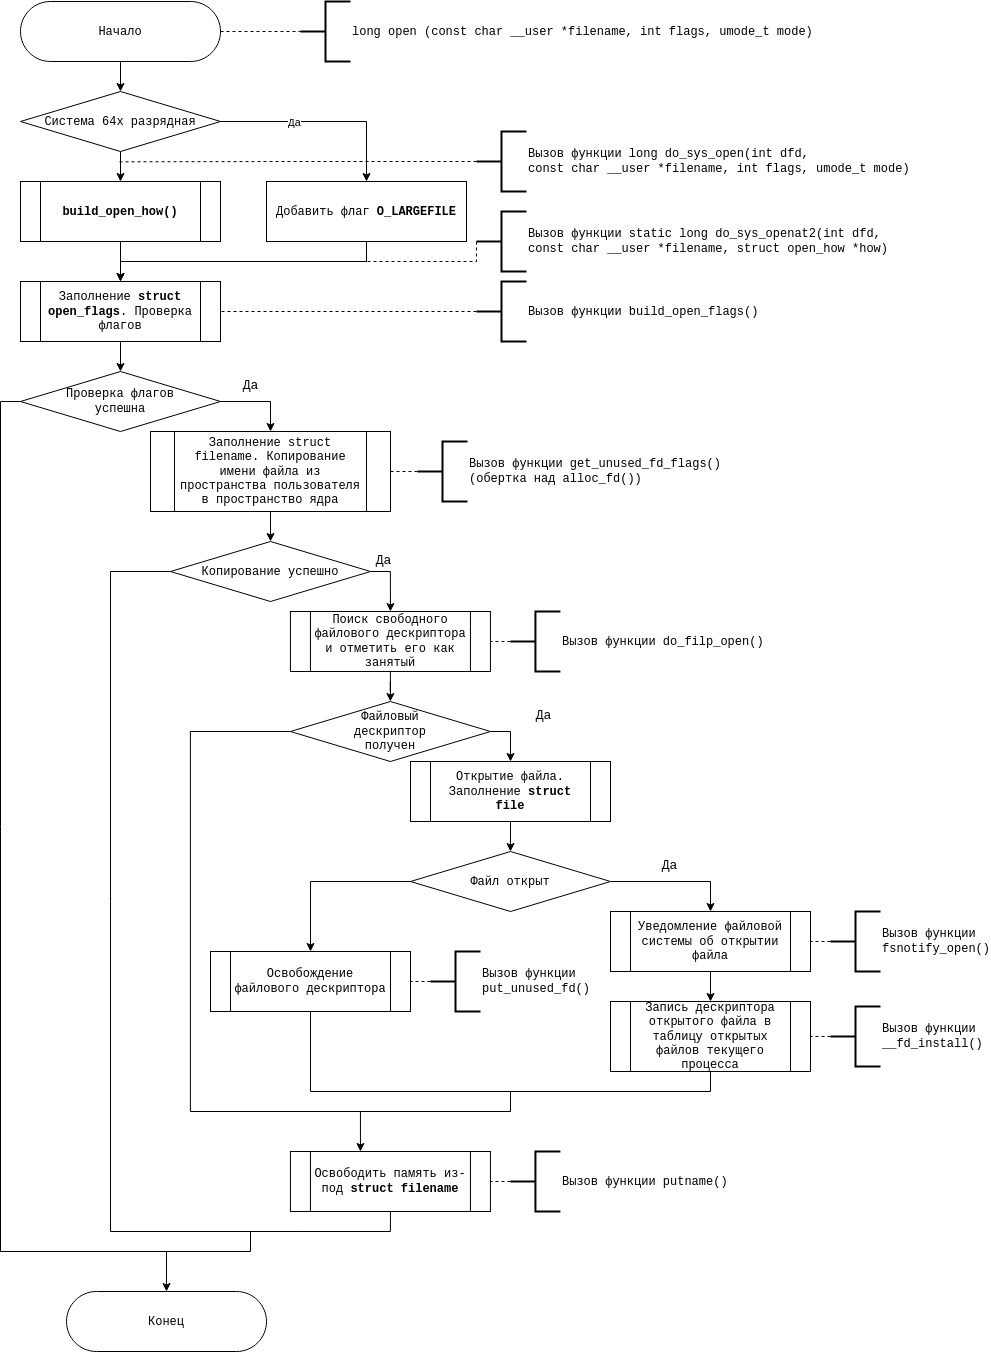 Начало
long open (const char __user *filename, int flags, umode_t mode)
Система 64х разрядная
Да
Вызов функции long do_sys_open(int dfd,
const char __user *filename, int flags, umode_t mode)
build_open_how()
Добавить флаг O_LARGEFILE
Вызов функции static long do_sys_openat2(int dfd,
const char __user *filename, struct open_how *how)
Заполнение struct
open_flags. Проверка
флагов
Вызов функции build_open_flags()
Проверка флагов
успешна
Да
Заполнение struct
filename. Копирование
имени файла из
пространства пользователя
в пространство ядра
Вызов функции get_unused_fd_flags()
(обертка над alloc_fd())
Копирование успешно
Да
Поиск свободного
файлового дескриптора
и отметить его как
занятый
Вызов функции do_filp_open()
Файловый
дескриптор
получен
Да
Открытие файла.
Заполнение struct
file
Файл открыт
Да
Уведомление файловой
системы об открытии
файла
Вызов функции
fsnotify_open()
Освобождение
файлового дескриптора
Вызов функции
put_unused_fd()
Запись дескриптора
открытого файла в
таблицу открытых
файлов текущего
процесса
Вызов функции
__fd_install()
Освободить память из-
под struct filename
Вызов функции putname()
Конец